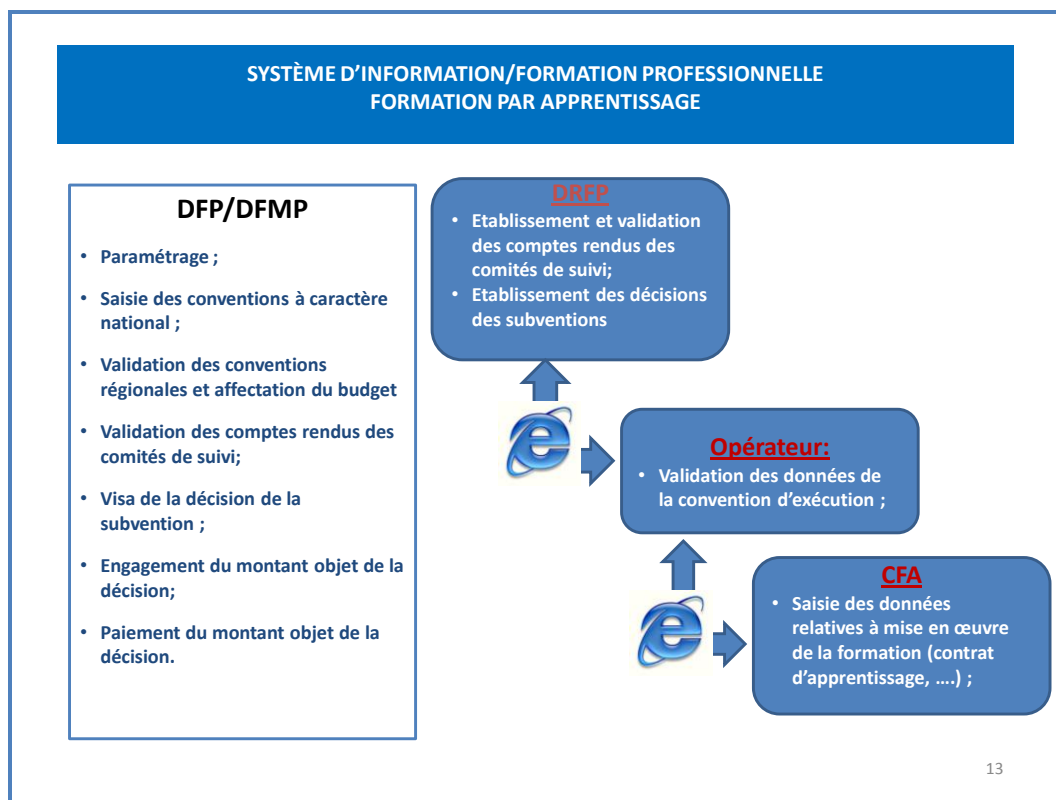 SYSTÈME D’INFORMATION/FORMATION PROFESSIONNELLE
FORMATION PAR APPRENTISSAGE
DFP/DFMP
• Paramétrage ;
• Saisie des conventions à caractère
national ;
• Validation des conventions
régionales et affectation du budget
• Validation des comptes rendus des
comités de suivi;
• Visa de la décision de la
subvention ;
• Engagement du montant objet de la
décision;
• Paiement du montant objet de la
décision.
DRFP
• Etablissement et validation
des comptes rendus des
comités de suivi;
• Etablissement des décisions
des subventions
Opérateur:
• Validation des données de
la convention d’exécution ;
CFA
• Saisie des données
relatives à mise en œuvre
de la formation (contrat
d’apprentissage, ….) ;
13